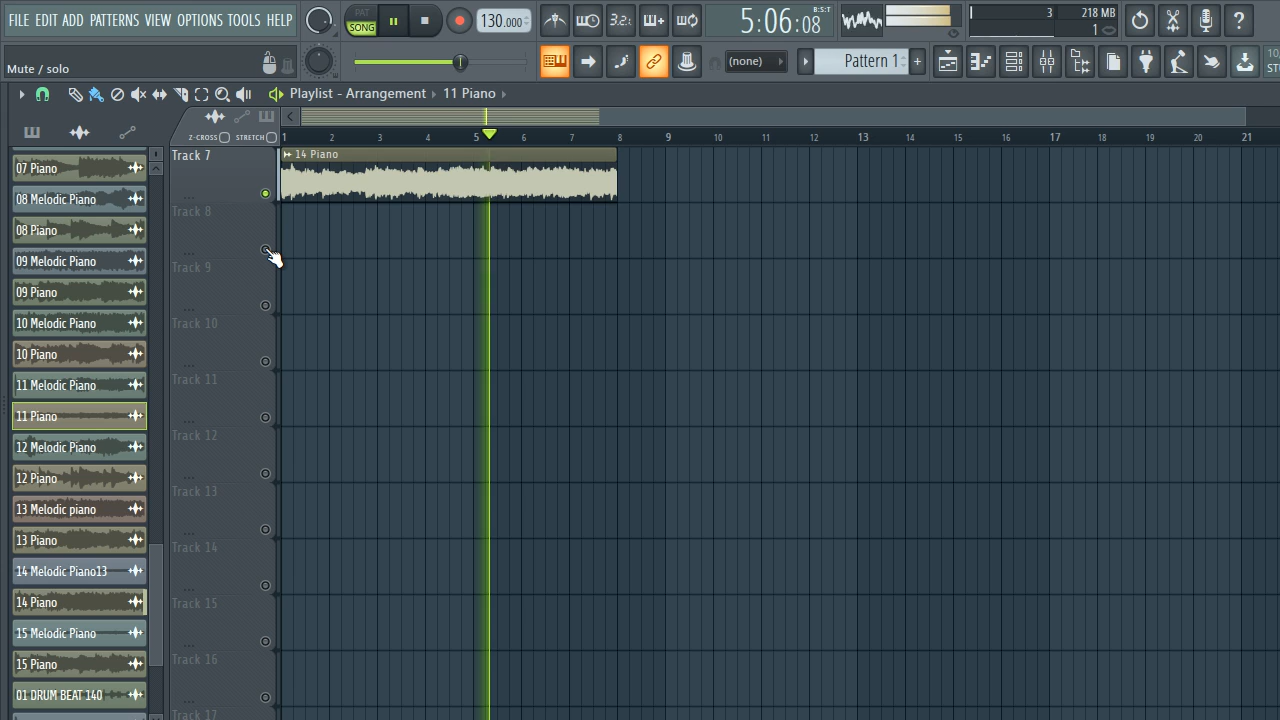 FILE EDIT ADD PATTERNS VIEW OPTIONS TOOLS HELP
PAT
SONG
130.000
3.2.
5:06:08
B:S:T
3
218 MB
1
Mute / solo
(none)
Pattern 1
Playlist - Arrangement
11 Piano
Z-CROSS
STRETCH
1 2 3 4 5 6 7 8 9 10 11 12 13 14 15 16 17 18 19 20 21
07 Piano
08 Melodic Piano
08 Piano
09 Melodic Piano
09 Piano
10 Melodic Piano
10 Piano
11 Melodic Piano
11 Piano
12 Melodic Piano
12 Piano
13 Melodic piano
13 Piano
14 Melodic Piano13
14 Piano
15 Melodic Piano
15 Piano
01 DRUM BEAT 140
Track 7
14 Piano
Track 8
Track 9
Track 10
Track 11
Track 12
Track 13
Track 14
Track 15
Track 16
Track 17